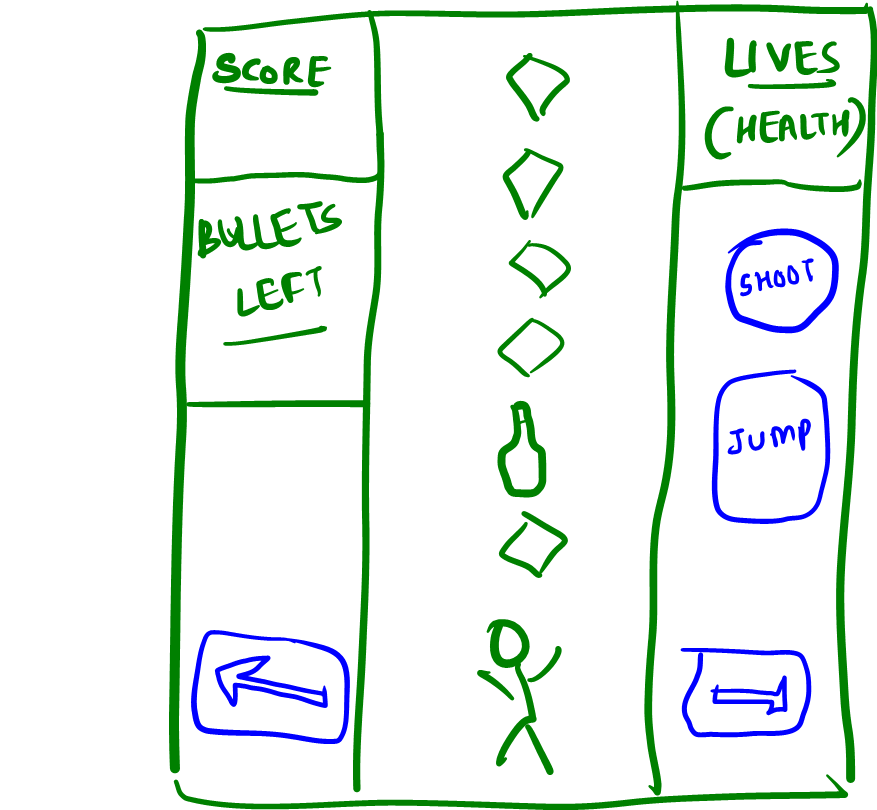 SCORE
BULLETS
LEFT
LIVES
(HEALTH)
SHOOT
JUMP